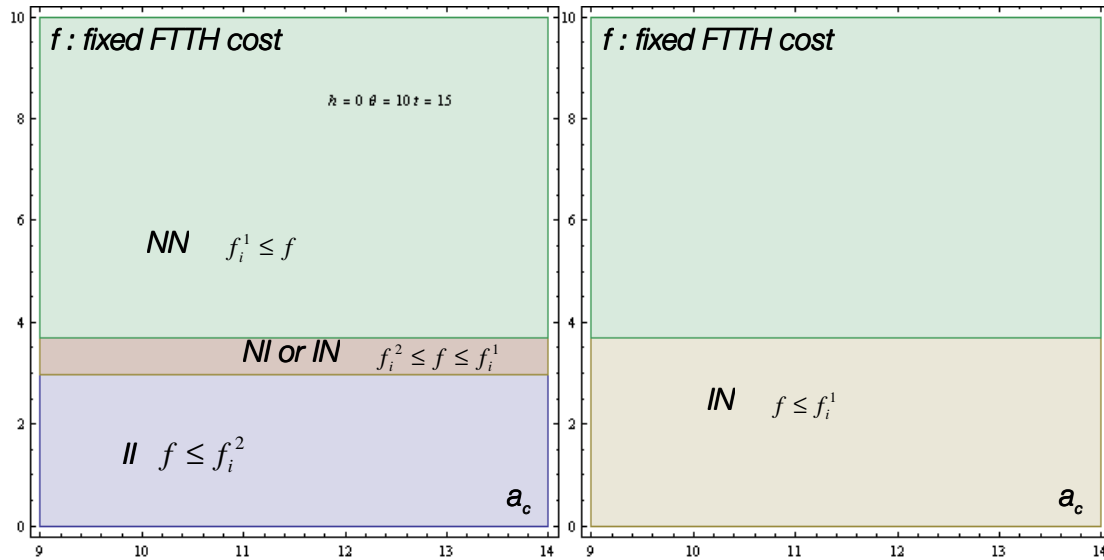 10
8
6
4
2
0
f : fixed FTTH cost
h = 0 θ = 10 t = 15
NN f_i^1 ≤ f
NI or IN f_i^2 ≤ f ≤ f_i^1
II f ≤ f_i^2
a_c
9 10 11 12 13 14
10
8
6
4
2
0
f : fixed FTTH cost
IN f ≤ f_i^1
a_c
9 10 11 12 13 14